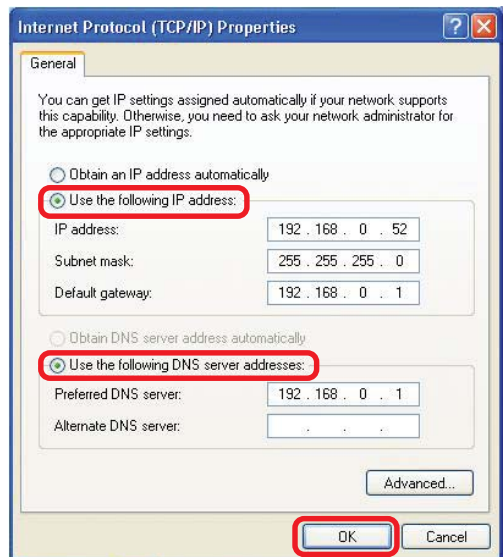 Internet Protocol (TCP/IP) Properties
General
You can get IP settings assigned automatically if your network supports
this capability. Otherwise, you need to ask your network administrator for
the appropriate IP settings.
Obtain an IP address automatically
Use the following IP address:
IP address: 192 . 168 . 0 . 52
Subnet mask: 255 . 255 . 255 . 0
Default gateway: 192 . 168 . 0 . 1
Obtain DNS server address automatically
Use the following DNS server addresses:
Preferred DNS server: 192 . 168 . 0 . 1
Alternate DNS server: . . .
Advanced...
OK Cancel